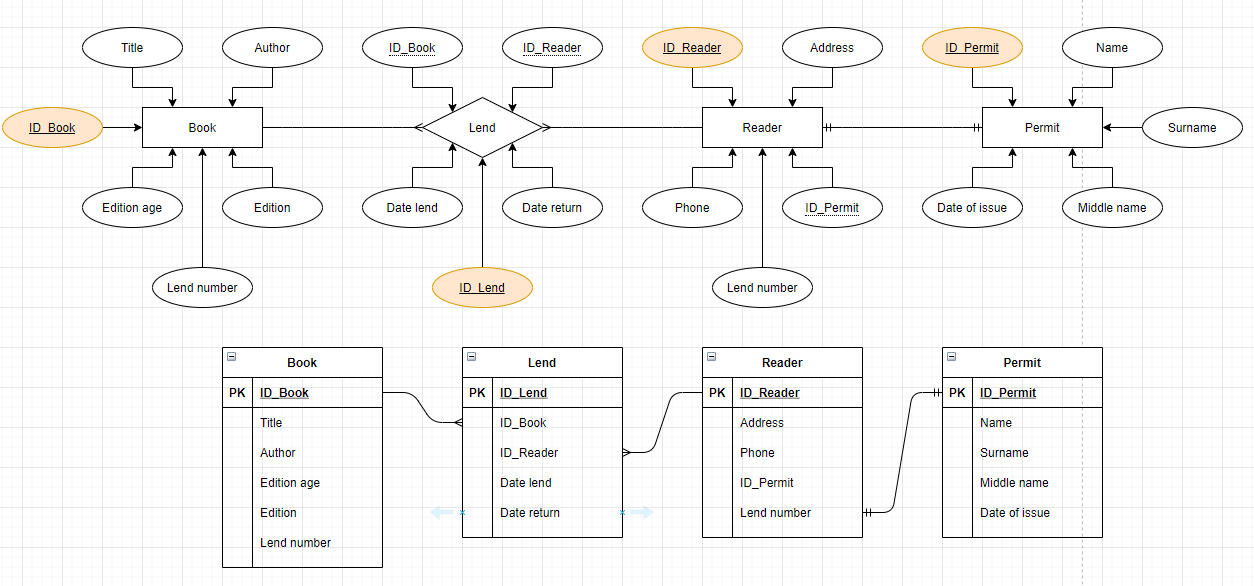 Title
Author
ID_Book
ID_Reader
ID_Reader
Address
ID_Permit
Name
ID_Book
Book
Lend
Reader
Permit
Surname
Edition age
Edition
Date lend
Date return
Phone
ID_Permit
Date of issue
Middle name
Lend number
ID_Lend
Lend number
Book
PK ID_Book
Title
Author
Edition age
Edition
Lend number
Lend
PK ID_Lend
ID_Book
ID_Reader
Date lend
Date return
Reader
PK ID_Reader
Address
Phone
ID_Permit
Lend number
Permit
PK ID_Permit
Name
Surname
Middle name
Date of issue